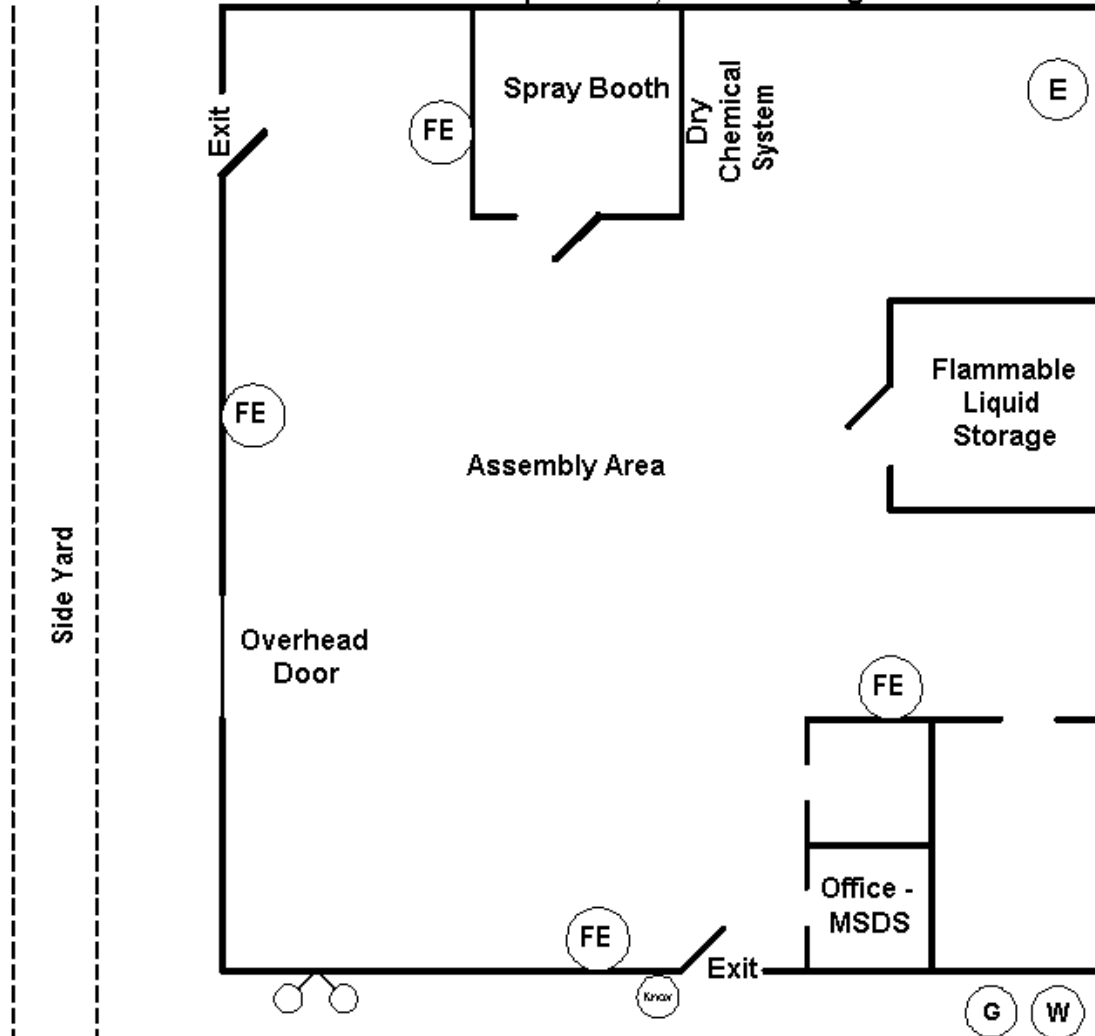 Spray Booth
Dry
Chemical
System
E
Exit
FE
FE
Flammable
Liquid
Storage
Assembly Area
Side Yard
Overhead
Door
FE
Office -
MSDS
FE
Exit
Knox
G
W